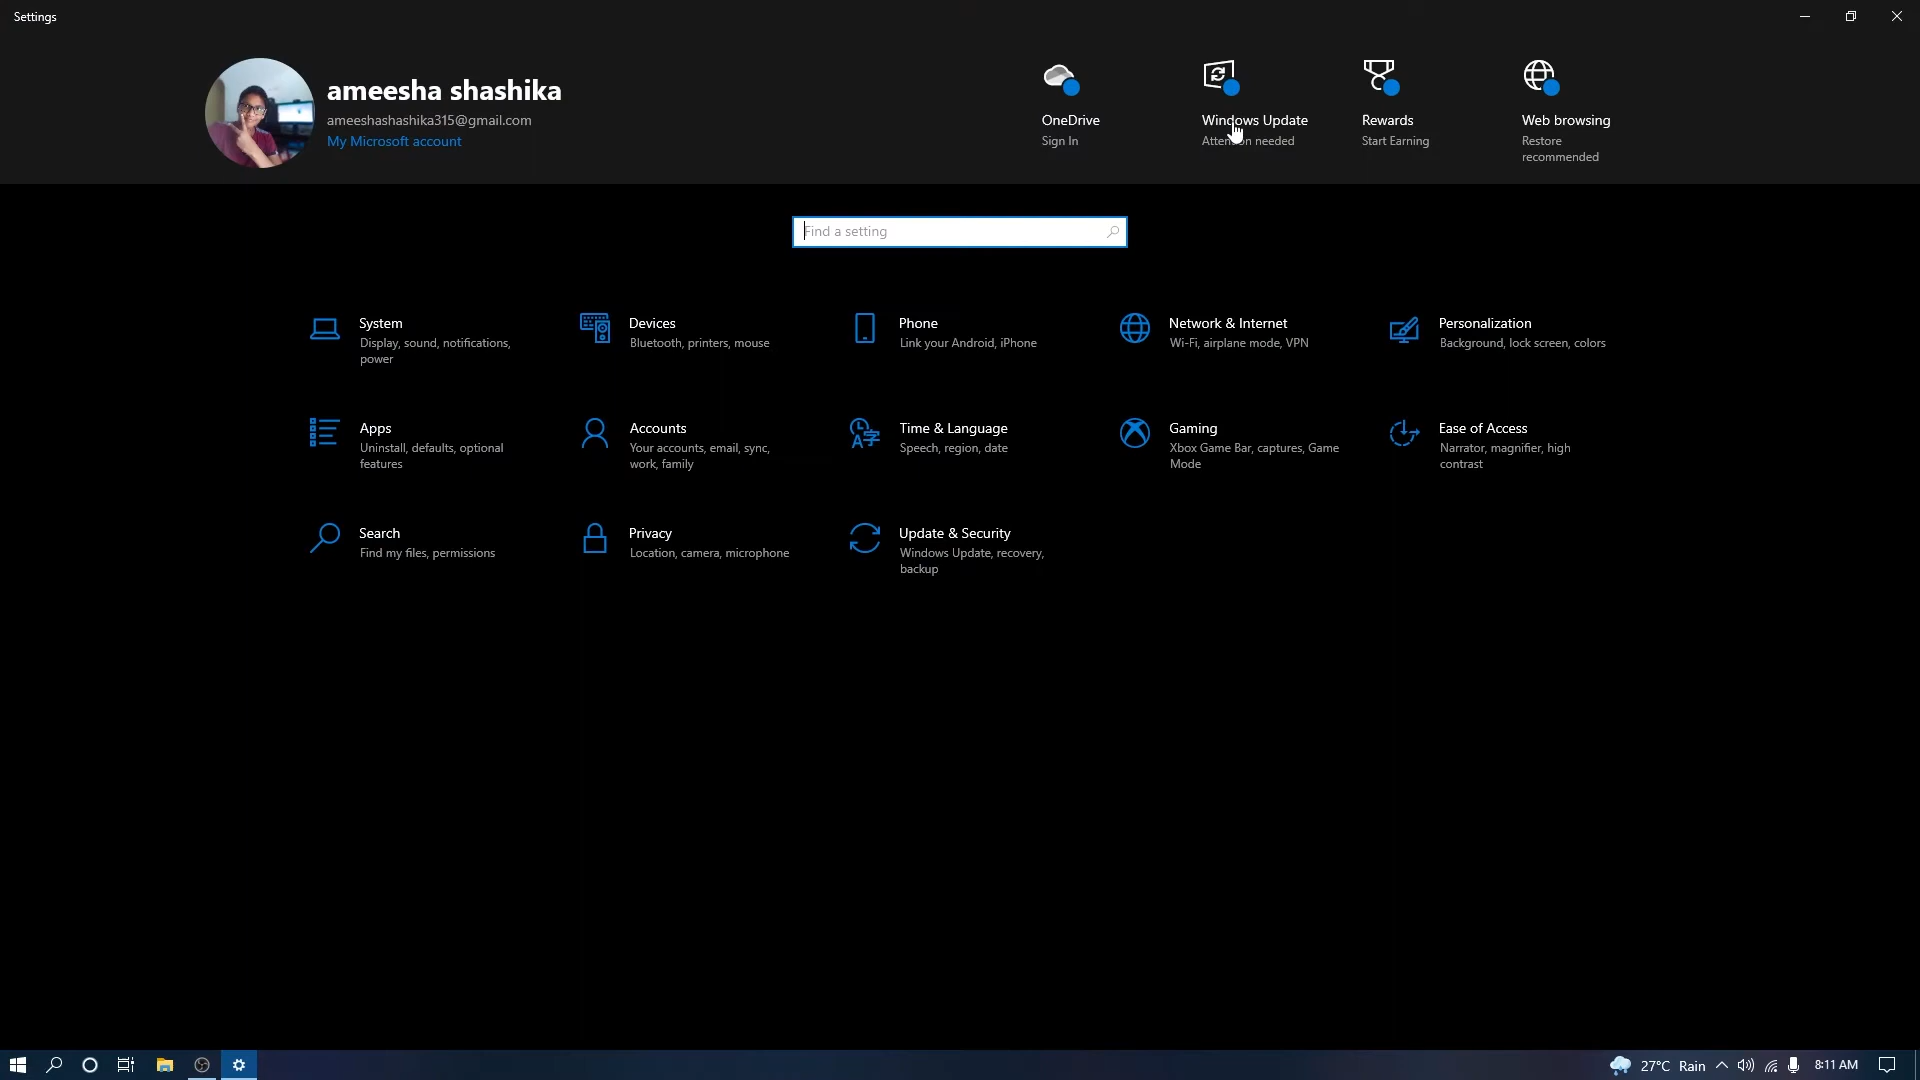 Settings
ameesha shashika
ameeshashashika315@gmail.com
My Microsoft account
OneDrive
Sign In
Windows Update
Attention needed
Rewards
Start Earning
Web browsing
Restore
recommended
Find a setting
System
Display, sound, notifications,
power
Devices
Bluetooth, printers, mouse
Phone
Link your Android, iPhone
Network & Internet
Wi-Fi, airplane mode, VPN
Personalization
Background, lock screen, colors
Apps
Uninstall, defaults, optional
features
Accounts
Your accounts, email, sync,
work, family
Time & Language
Speech, region, date
Gaming
Xbox Game Bar, captures, Game
Mode
Ease of Access
Narrator, magnifier, high
contrast
Search
Find my files, permissions
Privacy
Location, camera, microphone
Update & Security
Windows Update, recovery,
backup
27°C Rain
8:11 AM